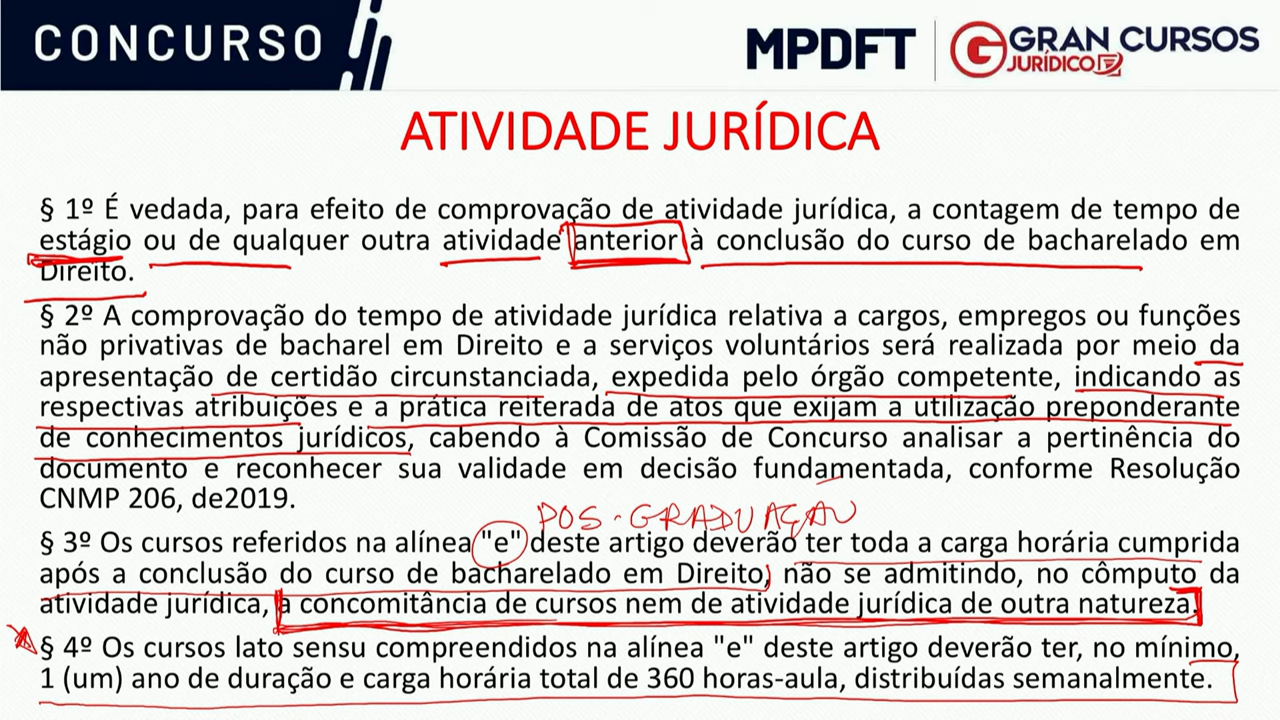 CONCURSO
MPDFT
GRAN CURSOS
JURÍDICO
ATIVIDADE JURÍDICA
§ 1º É vedada, para efeito de comprovação de atividade jurídica, a contagem de tempo de
estágio ou de qualquer outra atividade anterior à conclusão do curso de bacharelado em
Direito.
§ 2º A comprovação do tempo de atividade jurídica relativa a cargos, empregos ou funções
não privativas de bacharel em Direito e a serviços voluntários será realizada por meio da
apresentação de certidão circunstanciada, expedida pelo órgão competente, indicando as
respectivas atribuições e a prática reiterada de atos que exijam a utilização preponderante
de conhecimentos jurídicos, cabendo à Comissão de Concurso analisar a pertinência do
documento e reconhecer sua validade em decisão fundamentada, conforme Resolução
CNMP 206, de2019.
POS-GRADUAÇÃO
§ 3º Os cursos referidos na alínea "e" deste artigo deverão ter toda a carga horária cumprida
após a conclusão do curso de bacharelado em Direito, não se admitindo, no cômputo da
atividade jurídica, a concomitância de cursos nem de atividade jurídica de outra natureza.
§ 4º Os cursos lato sensu compreendidos na alínea "e" deste artigo deverão ter, no mínimo,
1 (um) ano de duração e carga horária total de 360 horas-aula, distribuídas semanalmente.